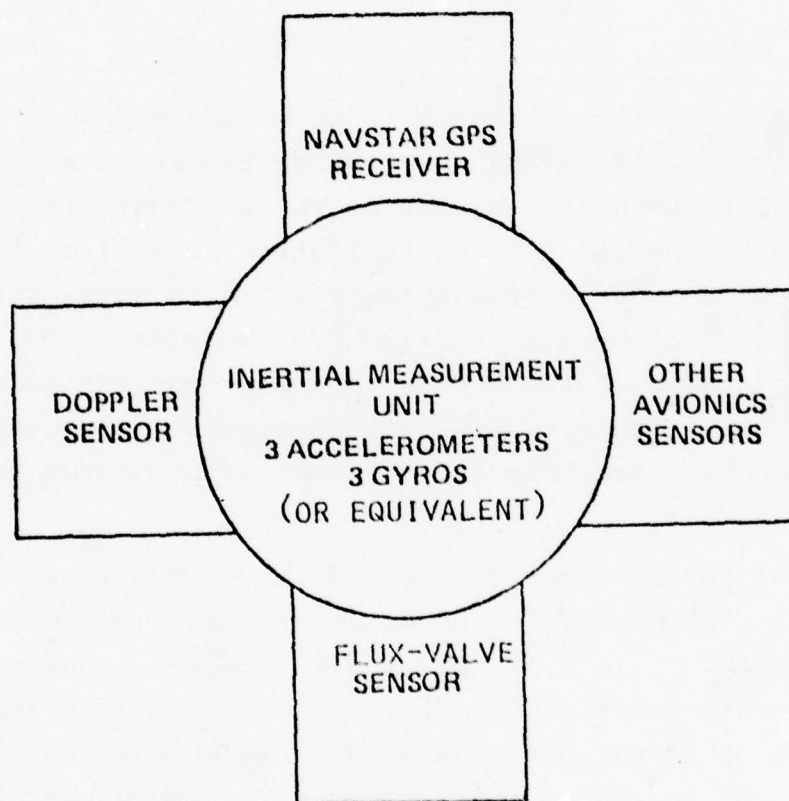 NAVSTAR GPS
RECEIVER
DOPPLER
SENSOR
INERTIAL MEASUREMENT
UNIT
3 ACCELEROMETERS
3 GYROS
(OR EQUIVALENT)
OTHER
AVIONICS
SENSORS
FLUX-VALVE
SENSOR